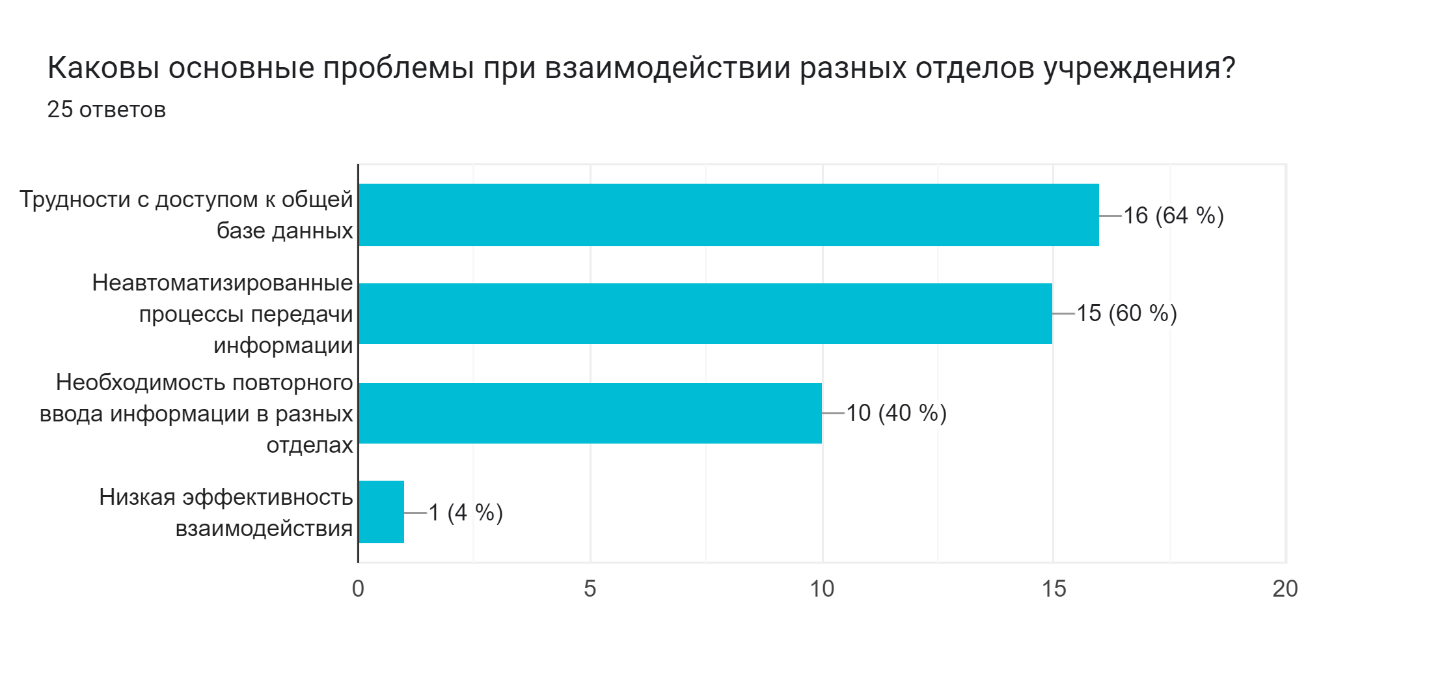 Каковы основные проблемы при взаимодействии разных отделов учреждения?
25 ответов
Трудности с доступом к общей
базе данных
16 (64 %)
Неавтоматизированные
процессы передачи
информации
15 (60 %)
Необходимость повторного
ввода информации в разных
отделах
10 (40 %)
Низкая эффективность
взаимодействия
1 (4 %)
0 5 10 15 20